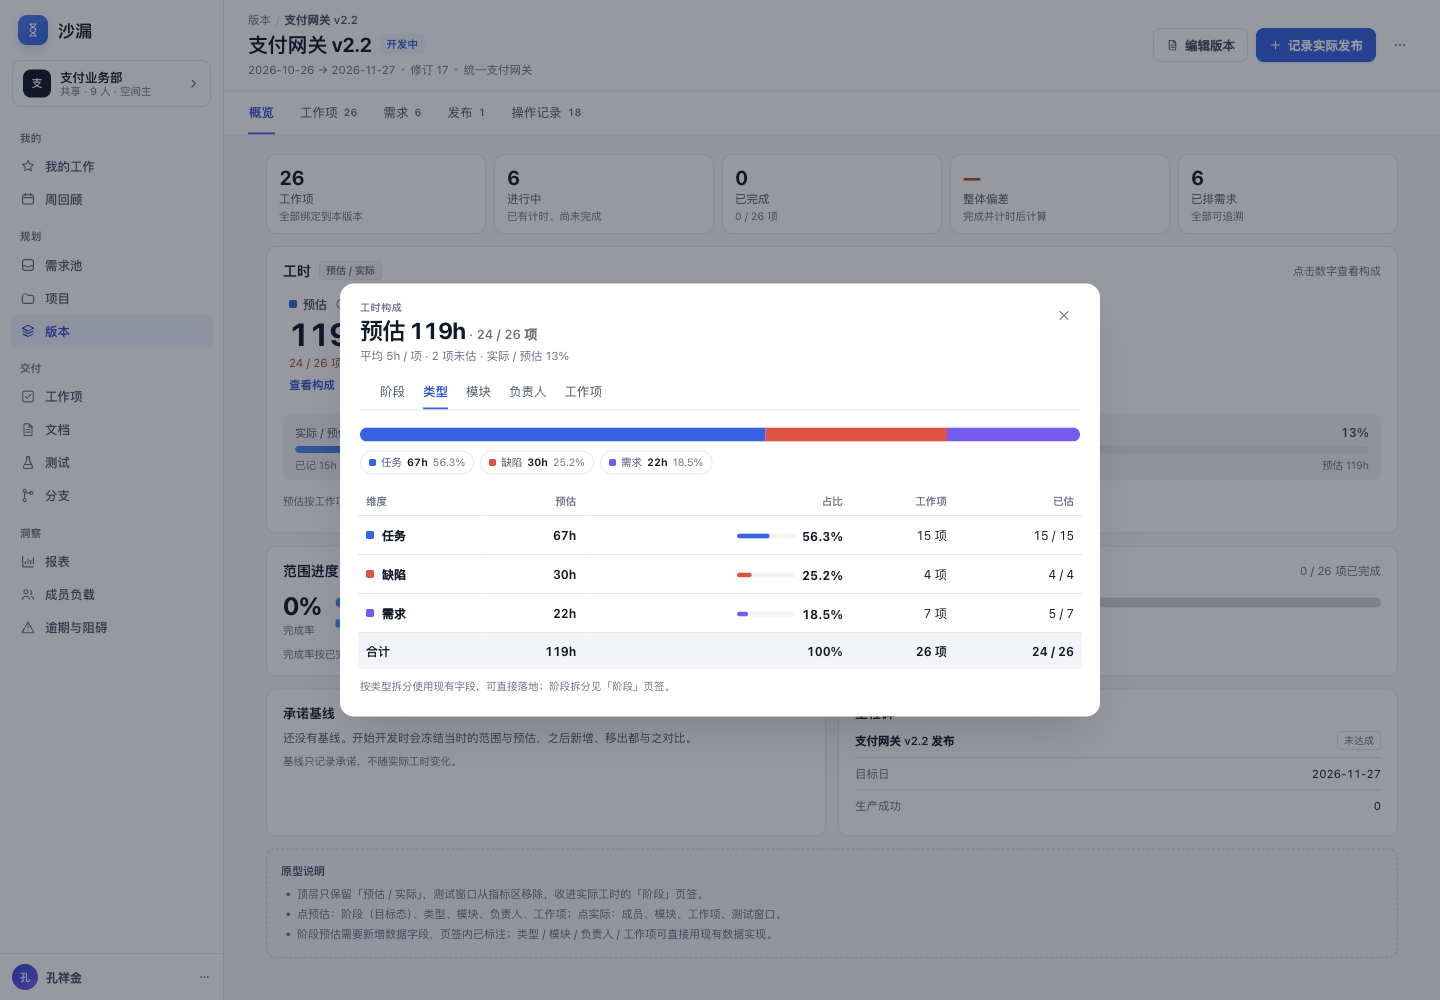 沙漏
支
支付业务部
共享 · 9 人 · 空间主
我的
我的工作
周回顾
规划
需求池
项目
版本
交付
工作项
文档
测试
分支
洞察
报表
成员负载
逾期与阻碍
孔
孔祥金
···
版本 / 支付网关 v2.2
支付网关 v2.2 开发中
2026-10-26 → 2026-11-27 • 修订 17 • 统一支付网关
编辑版本
+ 记录实际发布
···
概览 工作项 26 需求 6 发布 1 操作记录 18
26
工作项
全部绑定到本版本
6
进行中
已有计时、尚未完成
0
已完成
0 / 26 项
—
整体偏差
完成并计时后计算
6
已排需求
全部可追溯
工时 预估 / 实际
点击数字查看构成
预估
119
24 / 26 项
查看构成
实际 / 预
13%
已记 15h
预估 119h
预估按工作
范围进度
0 / 26 项已完成
0%
完成率
完成率按已
工时构成
预估 119h · 24 / 26 项
平均 5h / 项 · 2 项未估 · 实际 / 预估 13%
阶段 类型 模块 负责人 工作项
任务 67h 56.3% 缺陷 30h 25.2% 需求 22h 18.5%
维度 预估 占比 工作项 已估
任务 67h 56.3% 15 项 15 / 15
缺陷 30h 25.2% 4 项 4 / 4
需求 22h 18.5% 7 项 5 / 7
合计 119h 100% 26 项 24 / 26
按类型拆分使用现有字段，可直接落地；阶段拆分见「阶段」页签。
承诺基线
还没有基线。开始开发时会冻结当时的范围与预估，之后新增、移出都与之对比。
基线只记录承诺，不随实际工时变化。
支付网关 v2.2 发布 未达成
目标日 2026-11-27
生产成功 0
原型说明
• 顶层只保留「预估 / 实际」，测试窗口从指标区移除，收进实际工时的「阶段」页签。
• 点预估：阶段（目标态）、类型、模块、负责人、工作项；点实际：成员、模块、工作项、测试窗口。
• 阶段预估需要新增数据字段，页签内已标注；类型 / 模块 / 负责人 / 工作项可直接用现有数据实现。